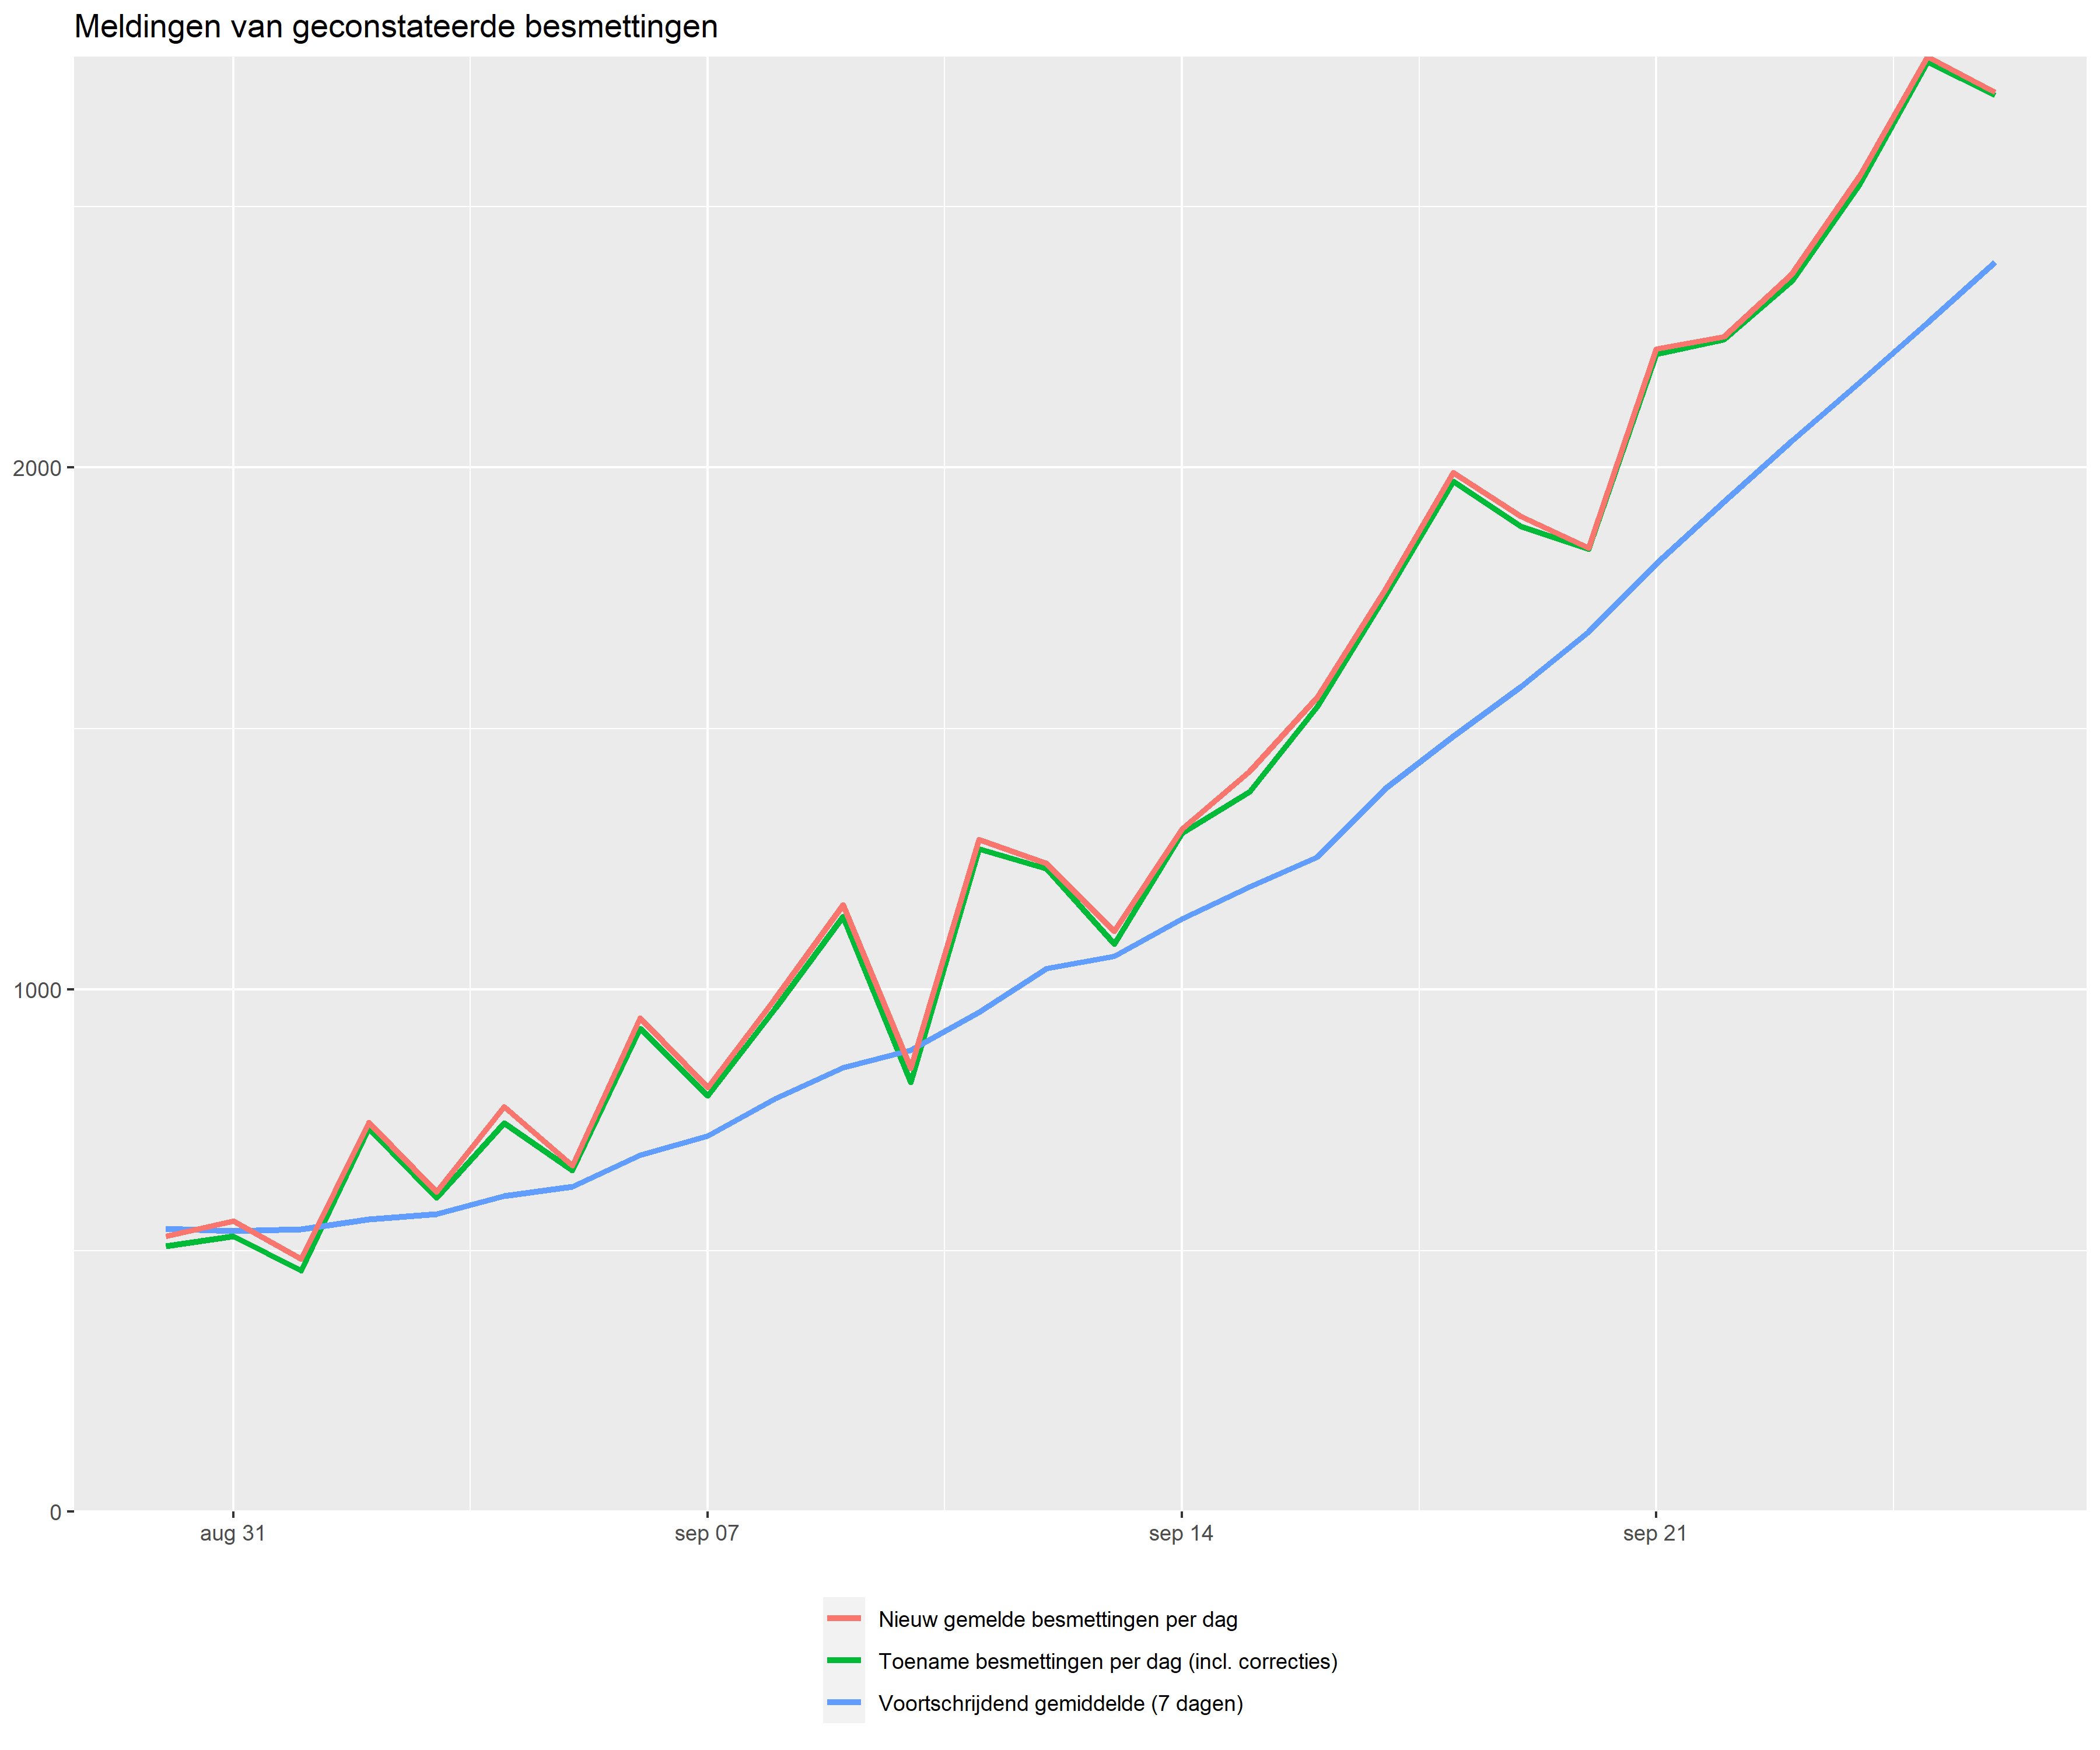 Meldingen van geconstateerde besmettingen
2000
1000
0
aug 31 sep 07 sep 14 sep 21
Nieuw gemelde besmettingen per dag
Toename besmettingen per dag (incl. correcties)
Voortschrijdend gemiddelde (7 dagen)